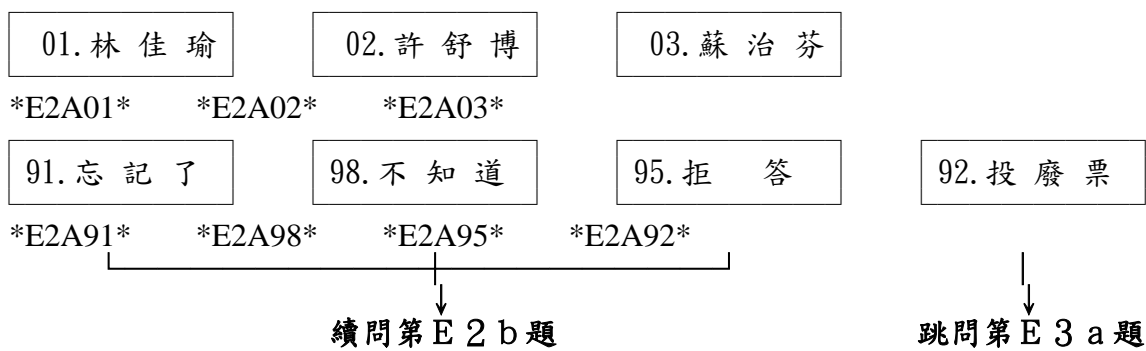 01.林 佳 瑜 02.許 舒 博 03.蘇 治 芬
*E2A01* *E2A02* *E2A03*
91.忘 記 了 98.不 知 道 95.拒 答 92.投 廢 票
*E2A91* *E2A98* *E2A95* *E2A92*
續問第E2b題 跳問第E3a題